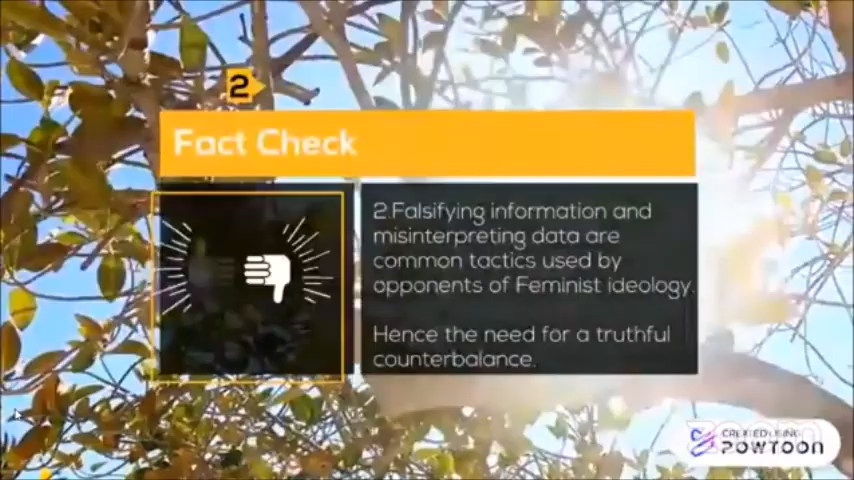 2
Fact Check
2.Falsifying information and
misinterpreting data are
common tactics used by
opponents of Feminist ideology.
Hence the need for a truthful
counterbalance.
CREATED USING
POWTOON